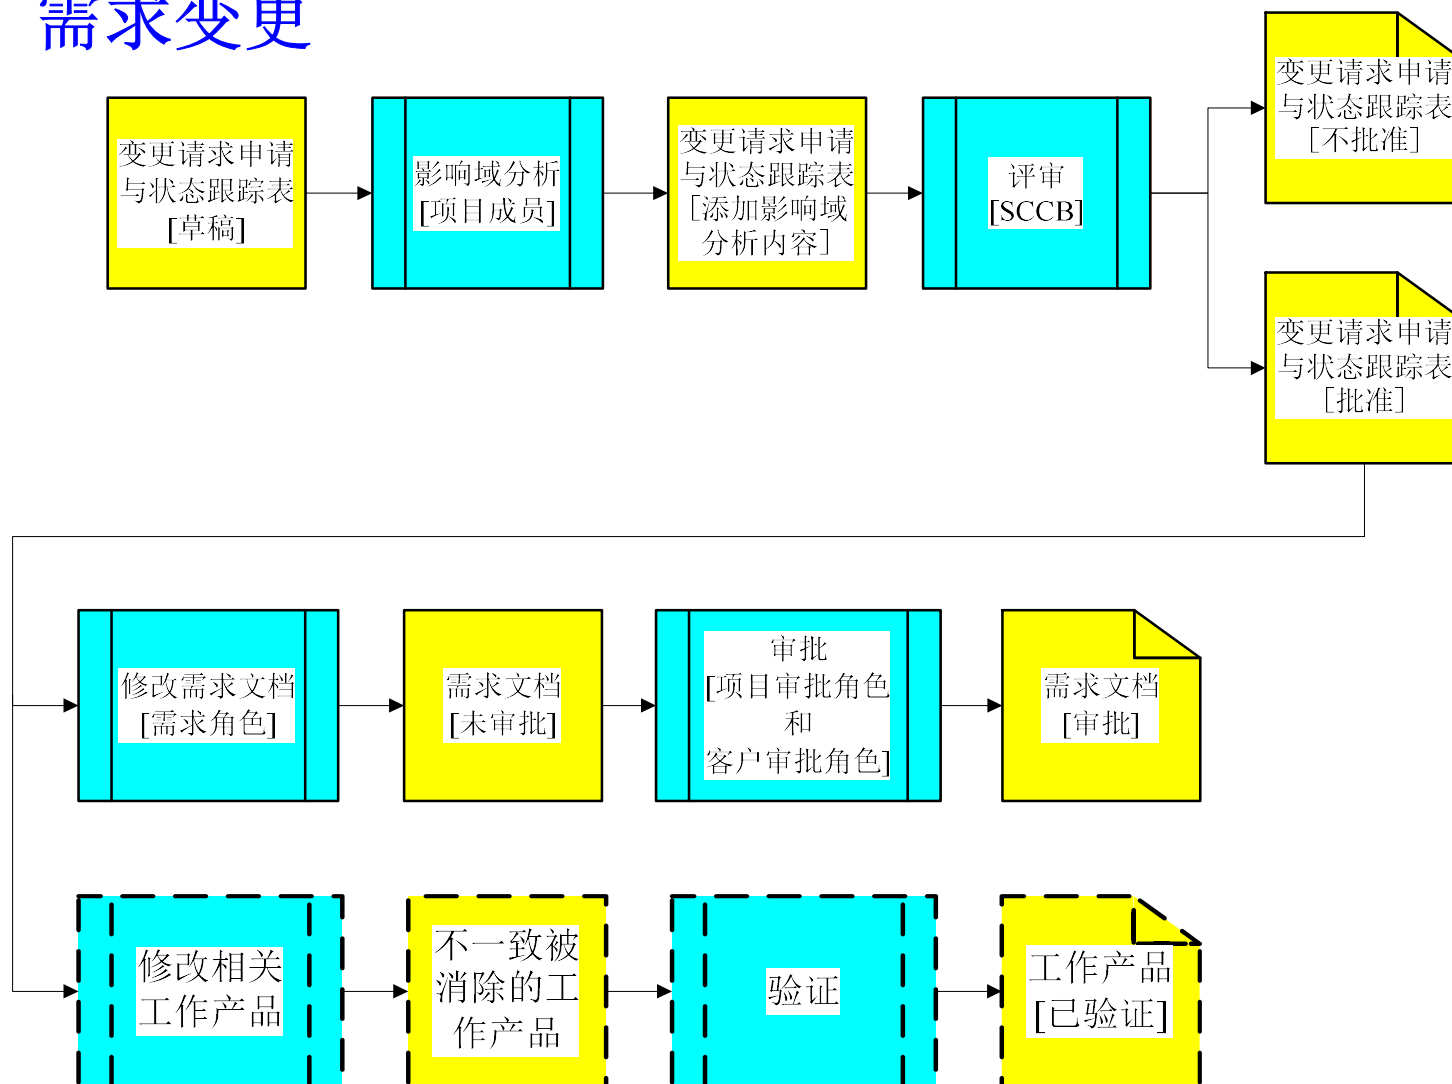 需求变更
变更请求申请
与状态跟踪表
[草稿]
影响域分析
[项目成员]
变更请求申请
与状态跟踪表
[添加影响域
分析内容]
评审
[SCCB]
变更请求申请
与状态跟踪表
[不批准]
变更请求申请
与状态跟踪表
[批准]
修改需求文档
[需求角色]
需求文档
[未审批]
审批
[项目审批角色
和
客户审批角色]
需求文档
[审批]
修改相关
工作产品
不一致被
消除的工
作产品
验证
工作产品
[已验证]